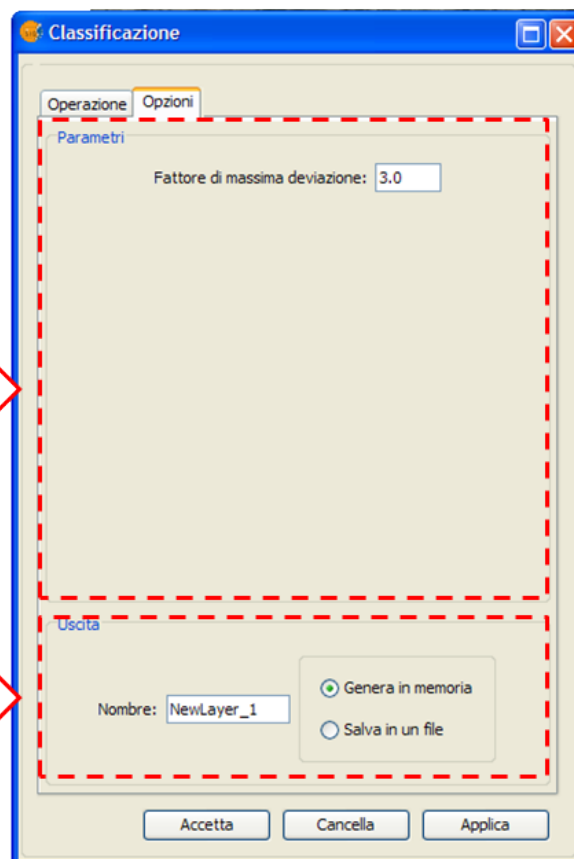 Classificazione
Operazione Opzioni
Parametri
Fattore di massima deviazione: 3.0
Uscita
Genera in memoria
Nombre: NewLayer_1
Salva in un file
Accetta Cancella Applica